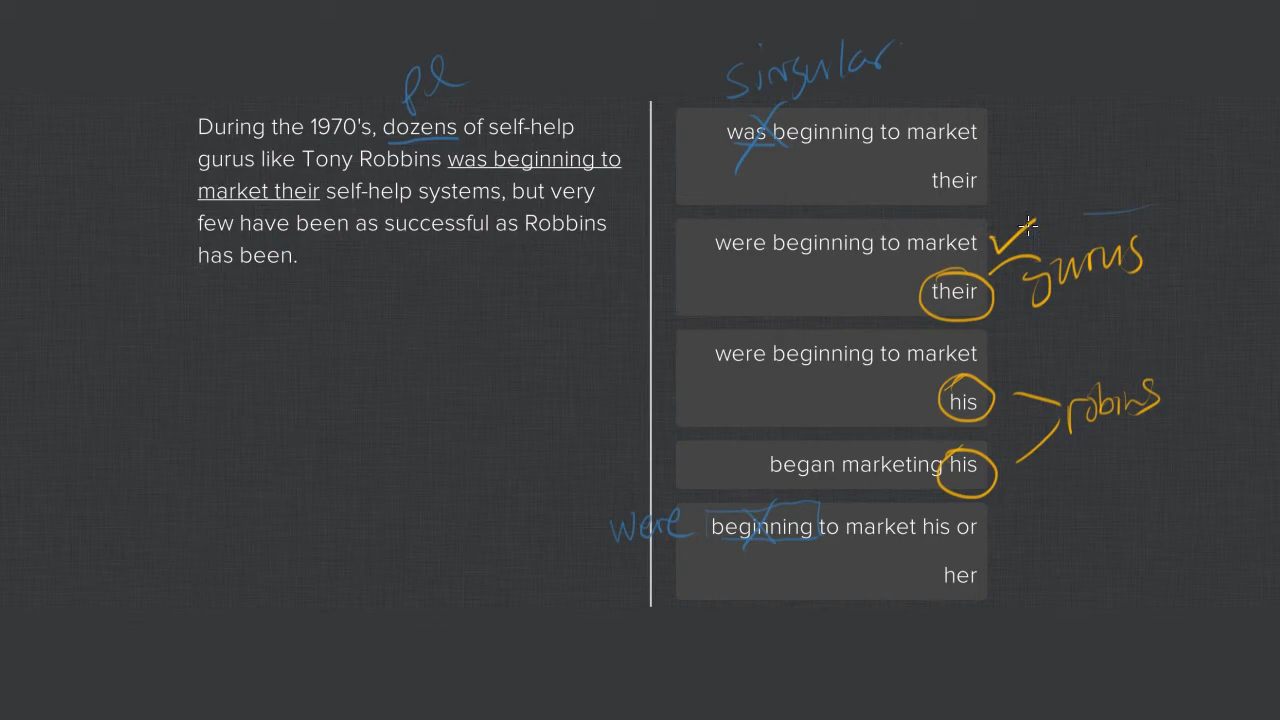 pl
During the 1970's, dozens of self-help
gurus like Tony Robbins was beginning to
market their self-help systems, but very
few have been as successful as Robbins
has been.
singular
was beginning to market
their
were beginning to market
their
gurus
were beginning to market
his
robins
began marketing his
were
beginning to market his or
her